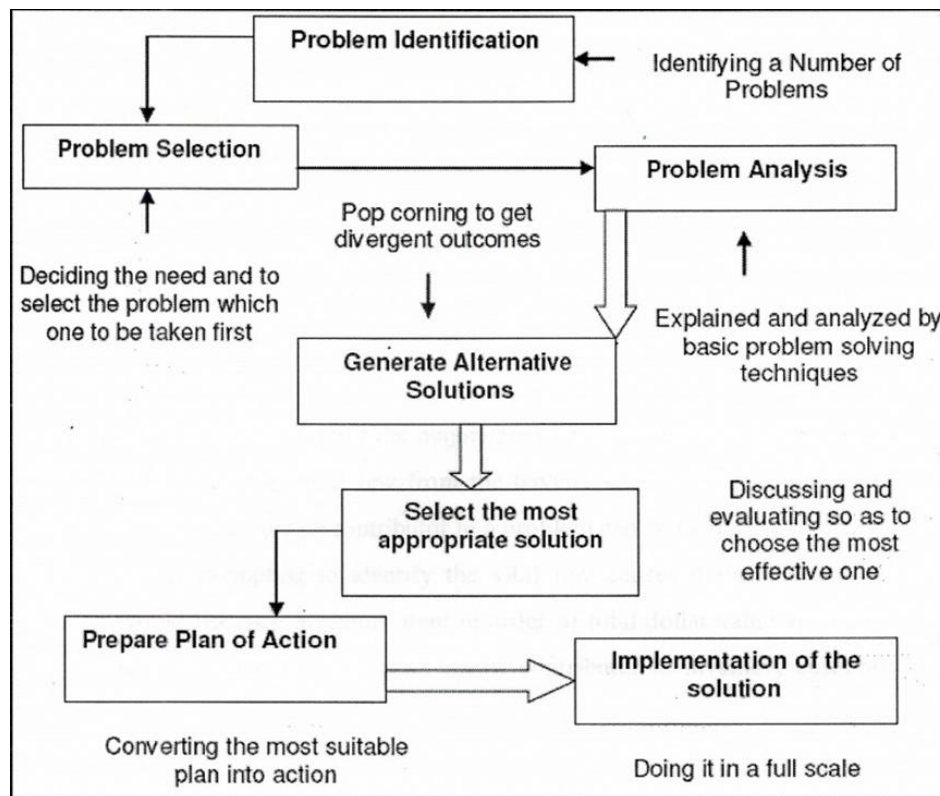 Problem Identification
Identifying a Number of
Problems
Problem Selection
Problem Analysis
Pop corning to get
divergent outcomes
Deciding the need and to
select the problem which
one to be taken first
Explained and analyzed by
basic problem solving
techniques
Generate Alternative
Solutions
Select the most
appropriate solution
Discussing and
evaluating so as to
choose the most
effective one
Prepare Plan of Action
Implementation of the
solution
Converting the most suitable
plan into action
Doing it in a full scale